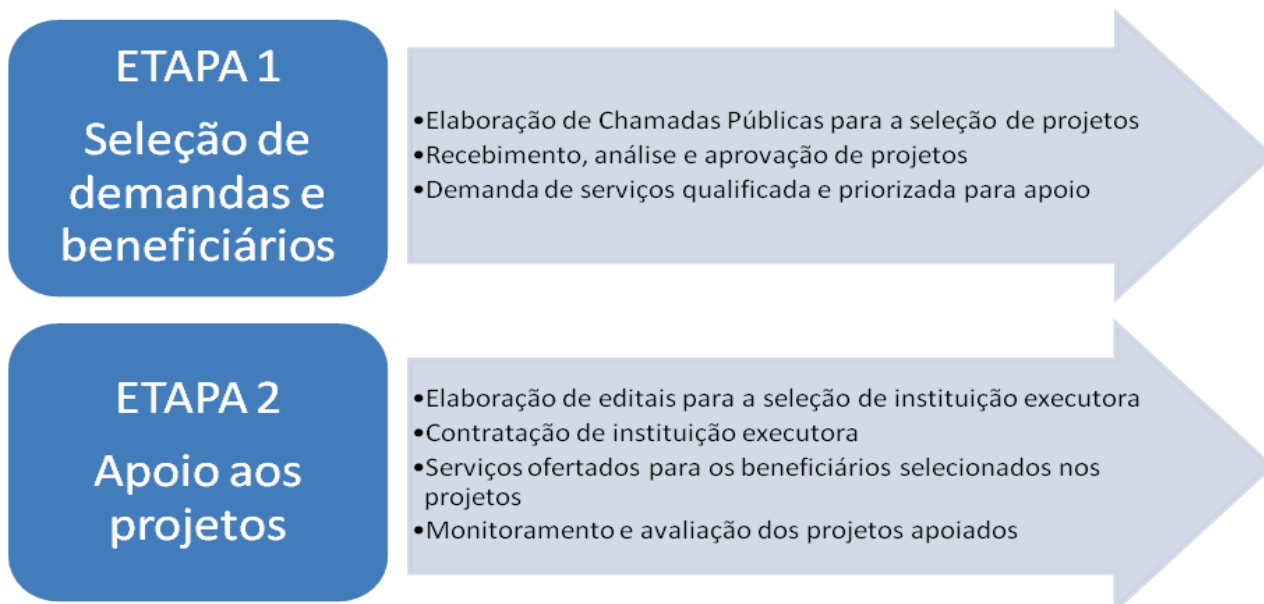 ETAPA 1
Seleção de
demandas e
beneficiários
•Elaboração de Chamadas Públicas para a seleção de projetos
•Recebimento, análise e aprovação de projetos
•Demanda de serviços qualificada e priorizada para apoio
ETAPA 2
Apoio aos
projetos
•Elaboração de editais para a seleção de instituição executora
•Contratação de instituição executora
•Serviços ofertados para os beneficiários selecionados nos
projetos
•Monitoramento e avaliação dos projetos apoiados